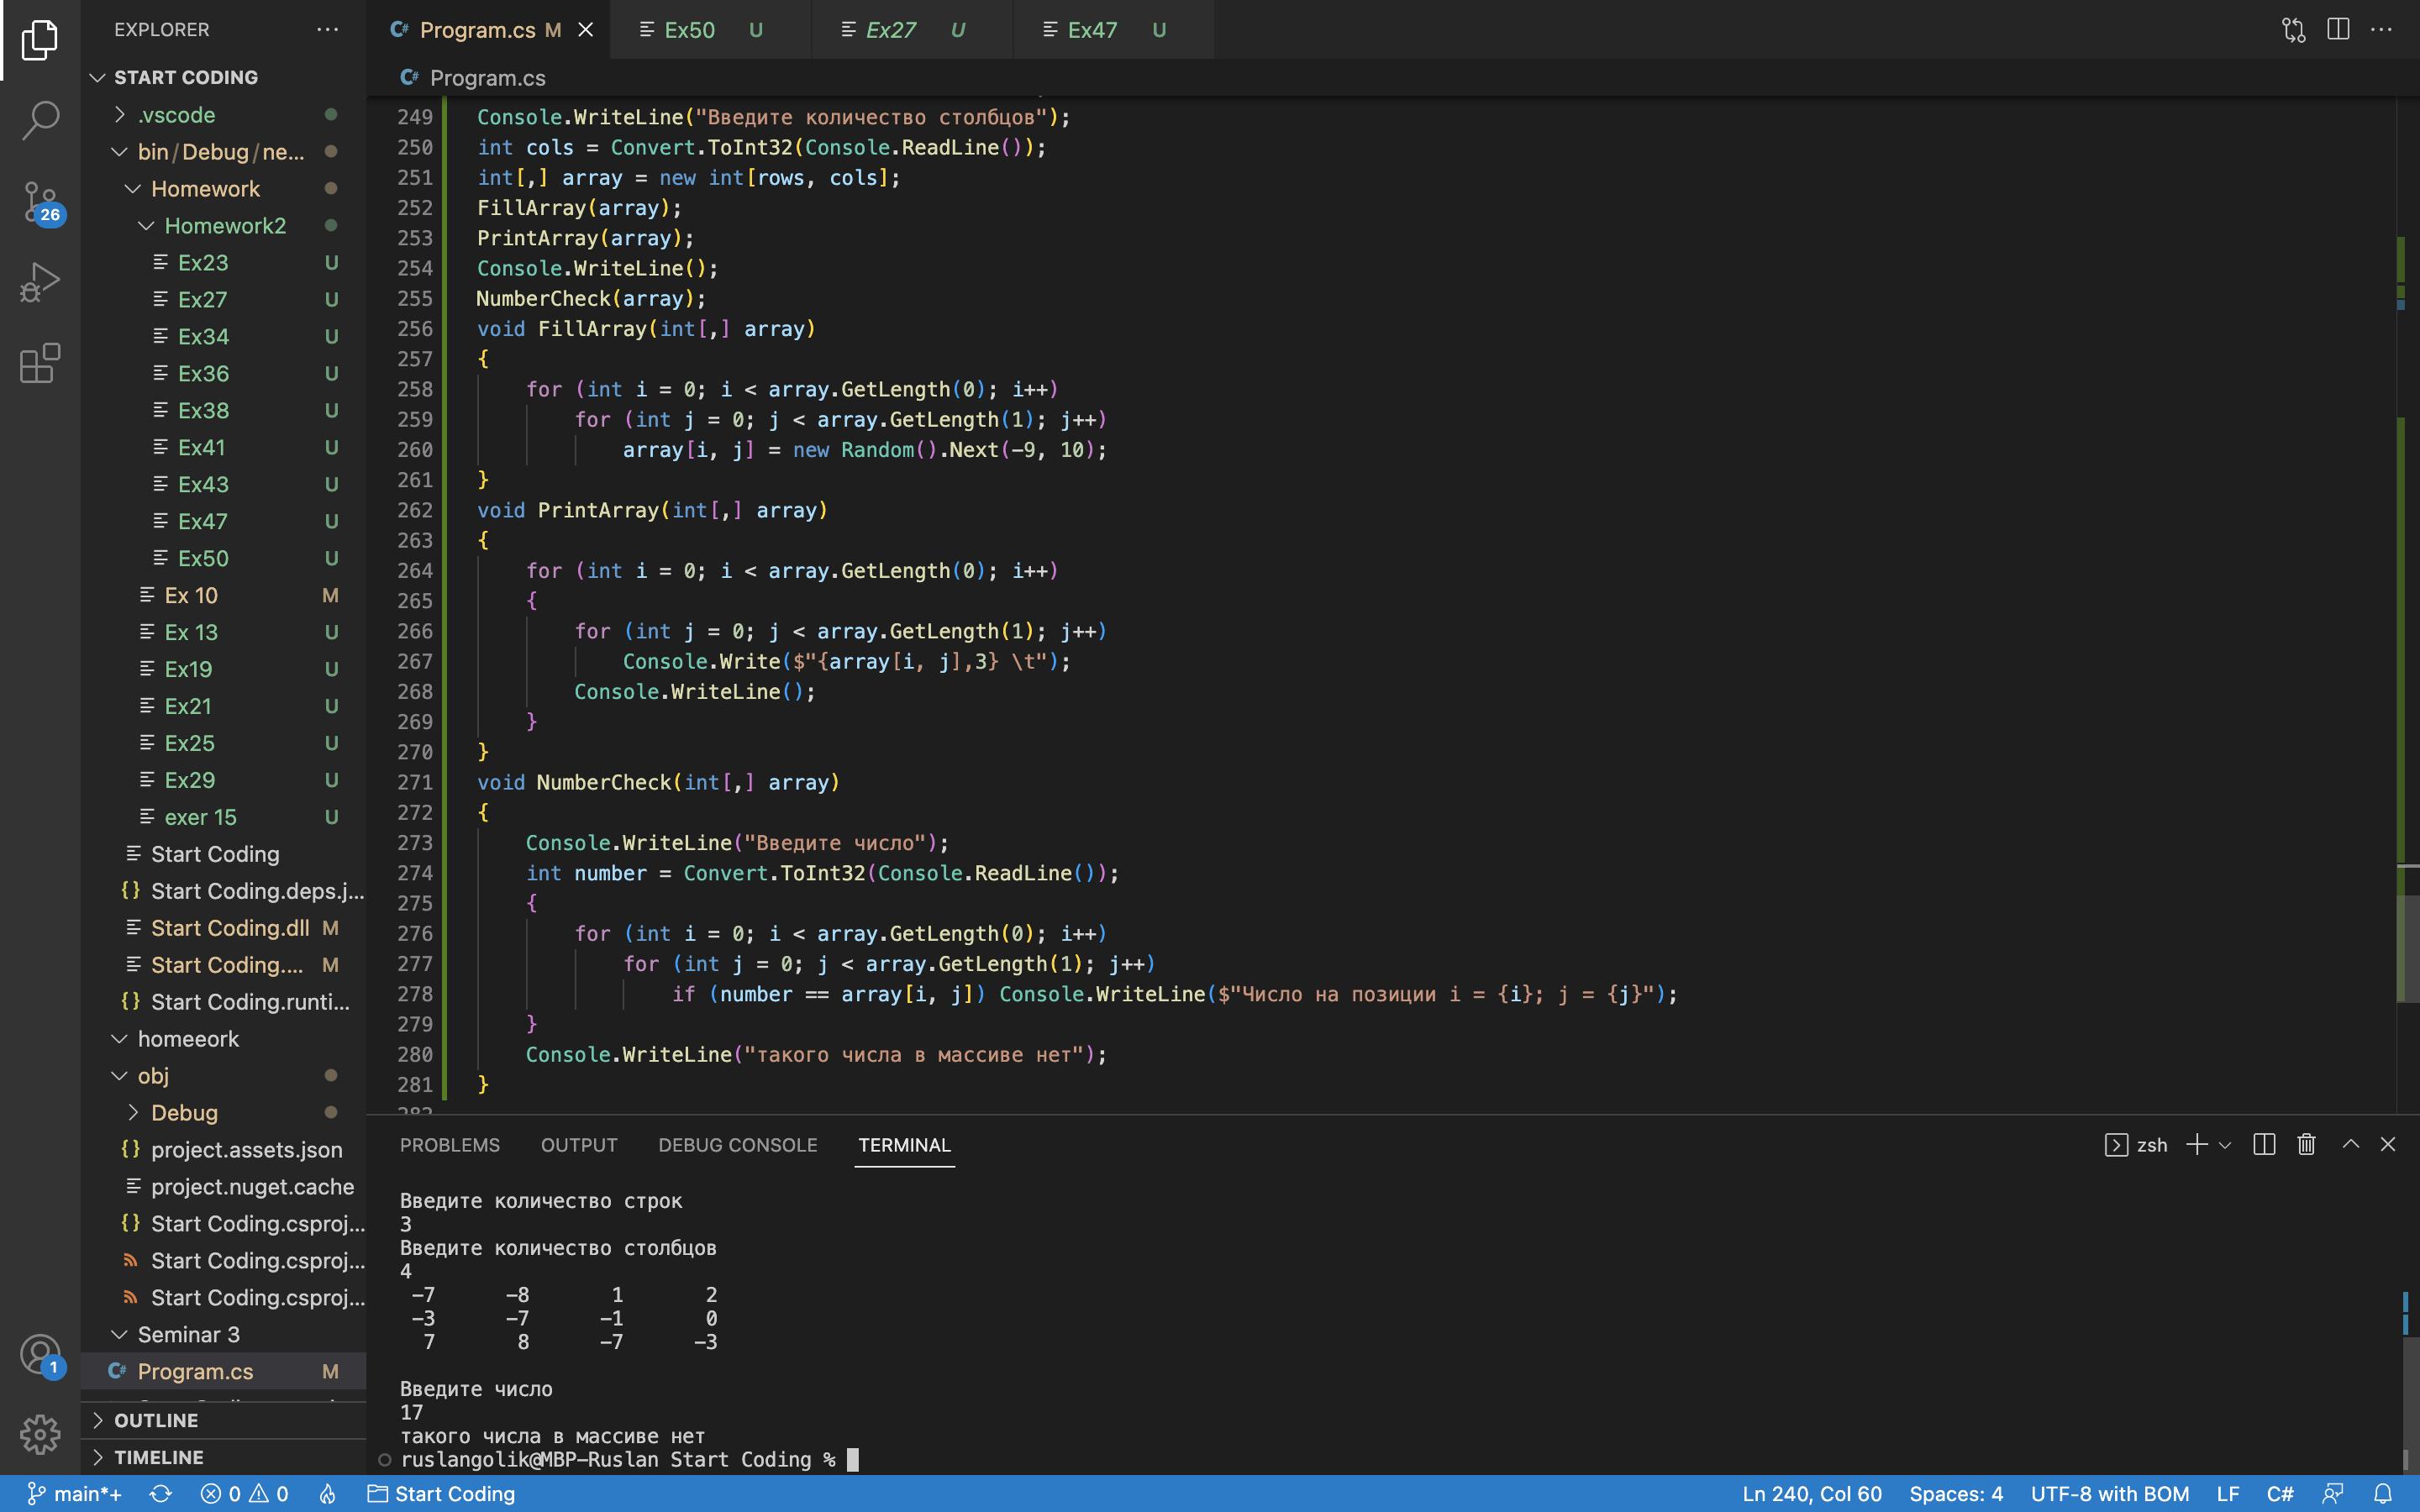 EXPLORER
START CODING
.vscode
bin/Debug/ne...
Homework
Homework2
Ex23 U
Ex27 U
Ex34 U
Ex36 U
Ex38 U
Ex41 U
Ex43 U
Ex47 U
Ex50 U
Ex 10 M
Ex 13 U
Ex19 U
Ex21 U
Ex25 U
Ex29 U
exer 15 U
Start Coding
{} Start Coding.deps.j...
Start Coding.dll M
Start Coding.... M
{} Start Coding.runti...
homeeork
obj
Debug
{} project.assets.json
project.nuget.cache
{} Start Coding.csproj...
Start Coding.csproj...
Start Coding.csproj...
Seminar 3
C# Program.cs M
OUTLINE
TIMELINE
26
1
C# Program.cs M
Ex50 U
Ex27 U
Ex47 U
C# Program.cs
249 Console.WriteLine("Введите количество столбцов");
250 int cols = Convert.ToInt32(Console.ReadLine());
251 int[,] array = new int[rows, cols];
252 FillArray(array);
253 PrintArray(array);
254 Console.WriteLine();
255 NumberCheck(array);
256 void FillArray(int[,] array)
257 {
258 for (int i = 0; i < array.GetLength(0); i++)
259 for (int j = 0; j < array.GetLength(1); j++)
260 array[i, j] = new Random().Next(-9, 10);
261 }
262 void PrintArray(int[,] array)
263 {
264 for (int i = 0; i < array.GetLength(0); i++)
265 {
266 for (int j = 0; j < array.GetLength(1); j++)
267 Console.Write($"{array[i, j],3} \t");
268 Console.WriteLine();
269 }
270 }
271 void NumberCheck(int[,] array)
272 {
273 Console.WriteLine("Введите число");
274 int number = Convert.ToInt32(Console.ReadLine());
275 {
276 for (int i = 0; i < array.GetLength(0); i++)
277 for (int j = 0; j < array.GetLength(1); j++)
278 if (number == array[i, j]) Console.WriteLine($"Число на позиции i = {i}; j = {j}");
279 }
280 Console.WriteLine("такого числа в массиве нет");
281 }
282
PROBLEMS OUTPUT DEBUG CONSOLE TERMINAL
zsh
Введите количество строк
3
Введите количество столбцов
4
-7 -8 1 2
-3 -7 -1 0
7 8 -7 -3
Введите число
17
такого числа в массиве нет
ruslangolik@MBP-Ruslan Start Coding %
main*+ 0 0 Start Coding
Ln 240, Col 60 Spaces: 4 UTF-8 with BOM LF C#